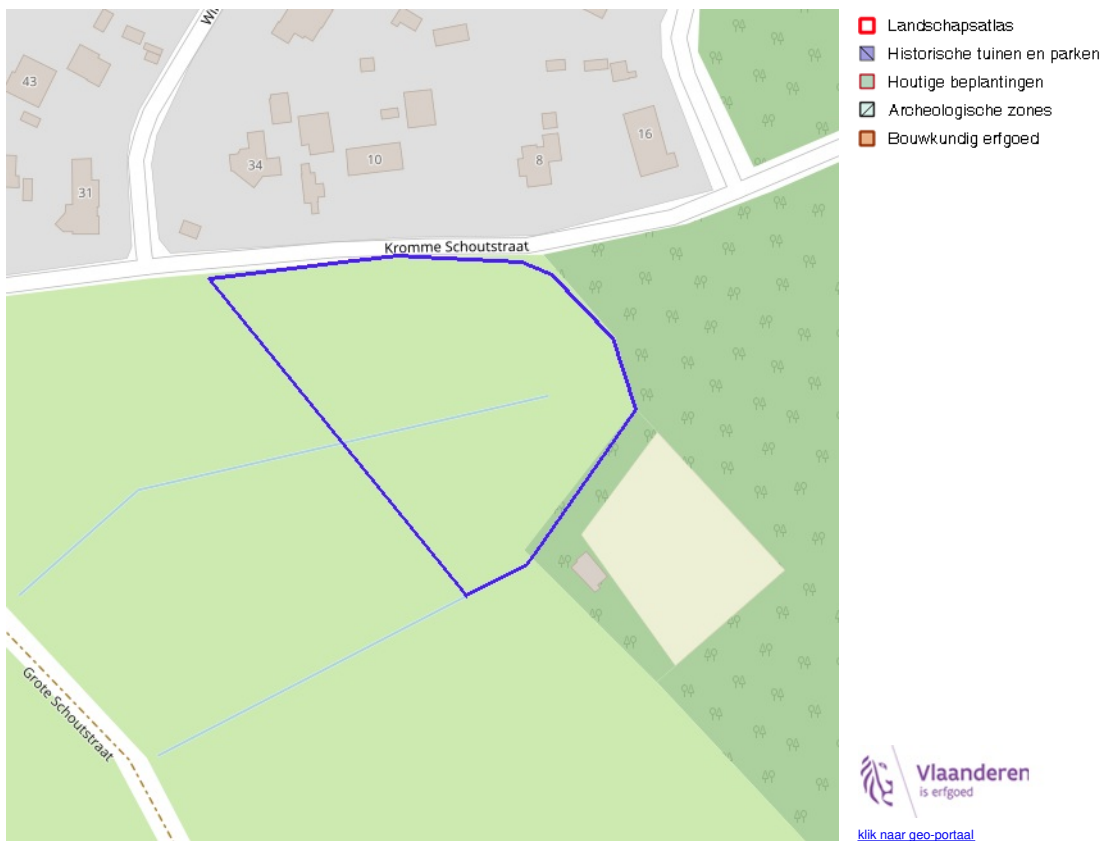 43
31
34
10
8
16
Kromme Schoutstraat
Grote Schoutstraat
Landschapsatlas
Historische tuinen en parken
Houtige beplantingen
Archeologische zones
Bouwkundig erfgoed
Vlaanderen
is erfgoed
klik naar geo-portaal